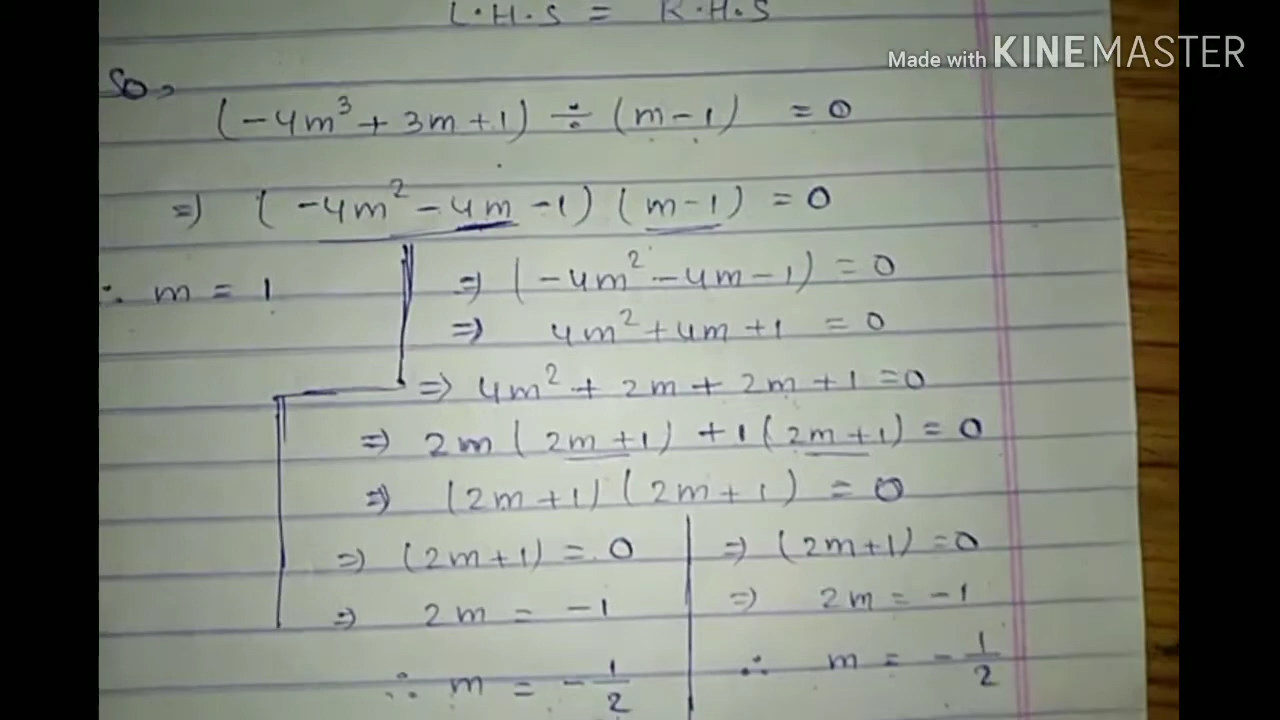 L.H.S = R.H.S
Made with KINEMASTER
So,
(-4m³ + 3m + 1) ÷ (m - 1) = 0
⇒ (-4m² - 4m - 1) (m - 1) = 0
∴ m = 1
⇒ (-4m² - 4m - 1) = 0
⇒ 4m² + 4m + 1 = 0
⇒ 4m² + 2m + 2m + 1 = 0
⇒ 2m (2m + 1) + 1 (2m + 1) = 0
⇒ (2m + 1) (2m + 1) = 0
⇒ (2m + 1) = 0
⇒ 2m = -1
∴ m = -1/2
⇒ (2m + 1) = 0
⇒ 2m = -1
∴ m = -1/2